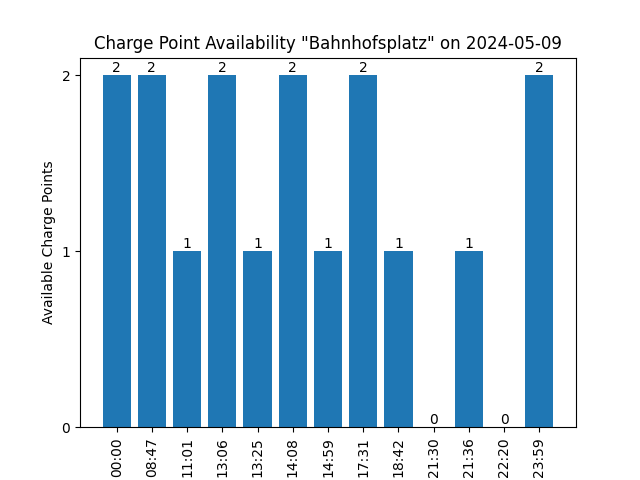 Charge Point Availability "Bahnhofsplatz" on 2024-05-09
2 2 1 2 1 2 1 2 1 0 1 0 2
Available Charge Points
2
1
0
00:00 08:47 11:01 13:06 13:25 14:08 14:59 17:31 18:42 21:30 21:36 22:20 23:59